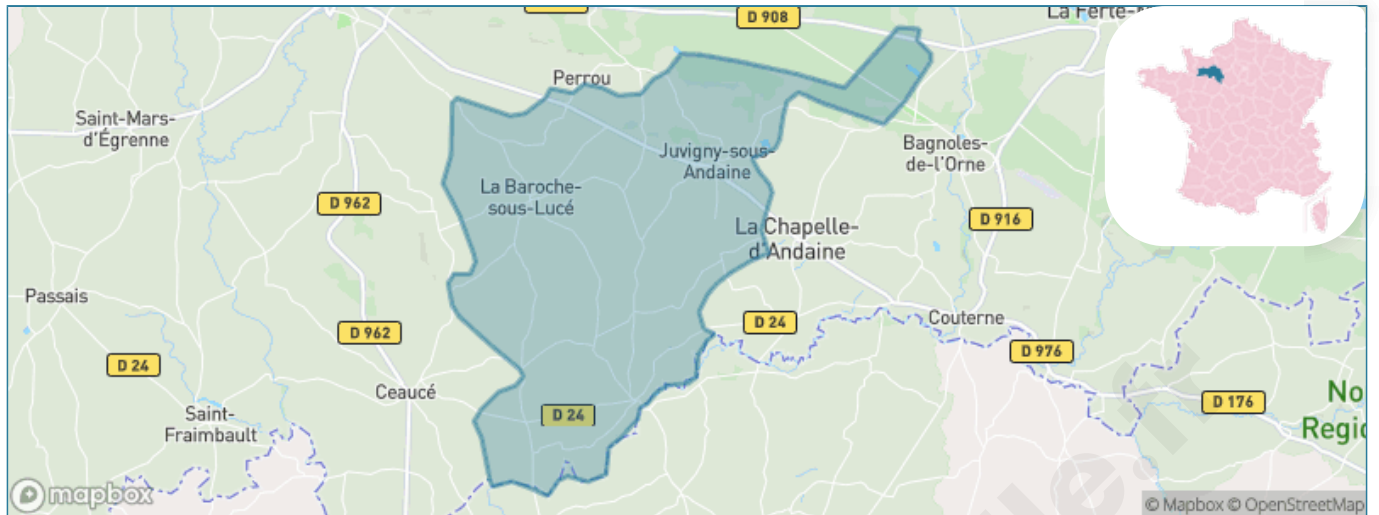 D 908
La Ferté-
Perrou
Saint-Mars-
d'Égrenne
Juvigny-sous-
Andaine
Bagnoles-
de-l'Orne
La Baroche-
sous-Lucé
D 962
D 916
La Chapelle-
d'Andaine
Passais
Couterne
D 24
D 962
D 976
D 24
Ceaucé
D 176
No
Regio
D 24
Saint-
Fraimbault
mapbox
© Mapbox © OpenStreetMap